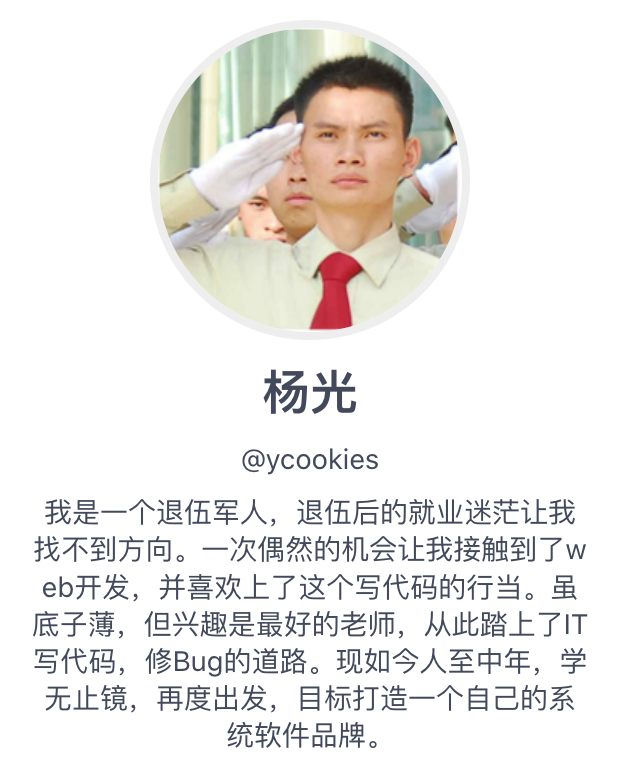 杨光
@ycookies
我是一个退伍军人，退伍后的就业迷茫让我
找不到方向。一次偶然的机会让我接触到了w
eb开发，并喜欢上了这个写代码的行当。虽
底子薄，但兴趣是最好的老师，从此踏上了IT
写代码，修Bug的道路。现如今人至中年，学
无止镜，再度出发，目标打造一个自己的系
统软件品牌。